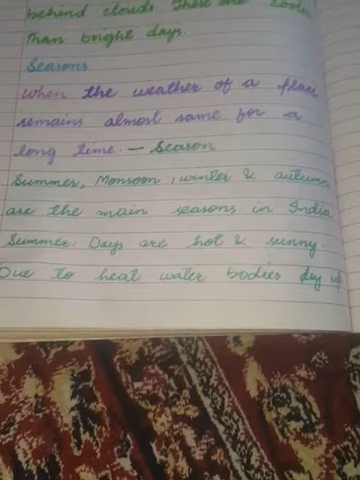 behind clouds. These are cooler
than bright days.
Seasons
When the weather of a place
remains almost same for a
long time. — Season
Summer, Monsoon, winter & autumn
are the main seasons in India
Summer: Days are hot & sunny.
Due to heat water bodies dry up